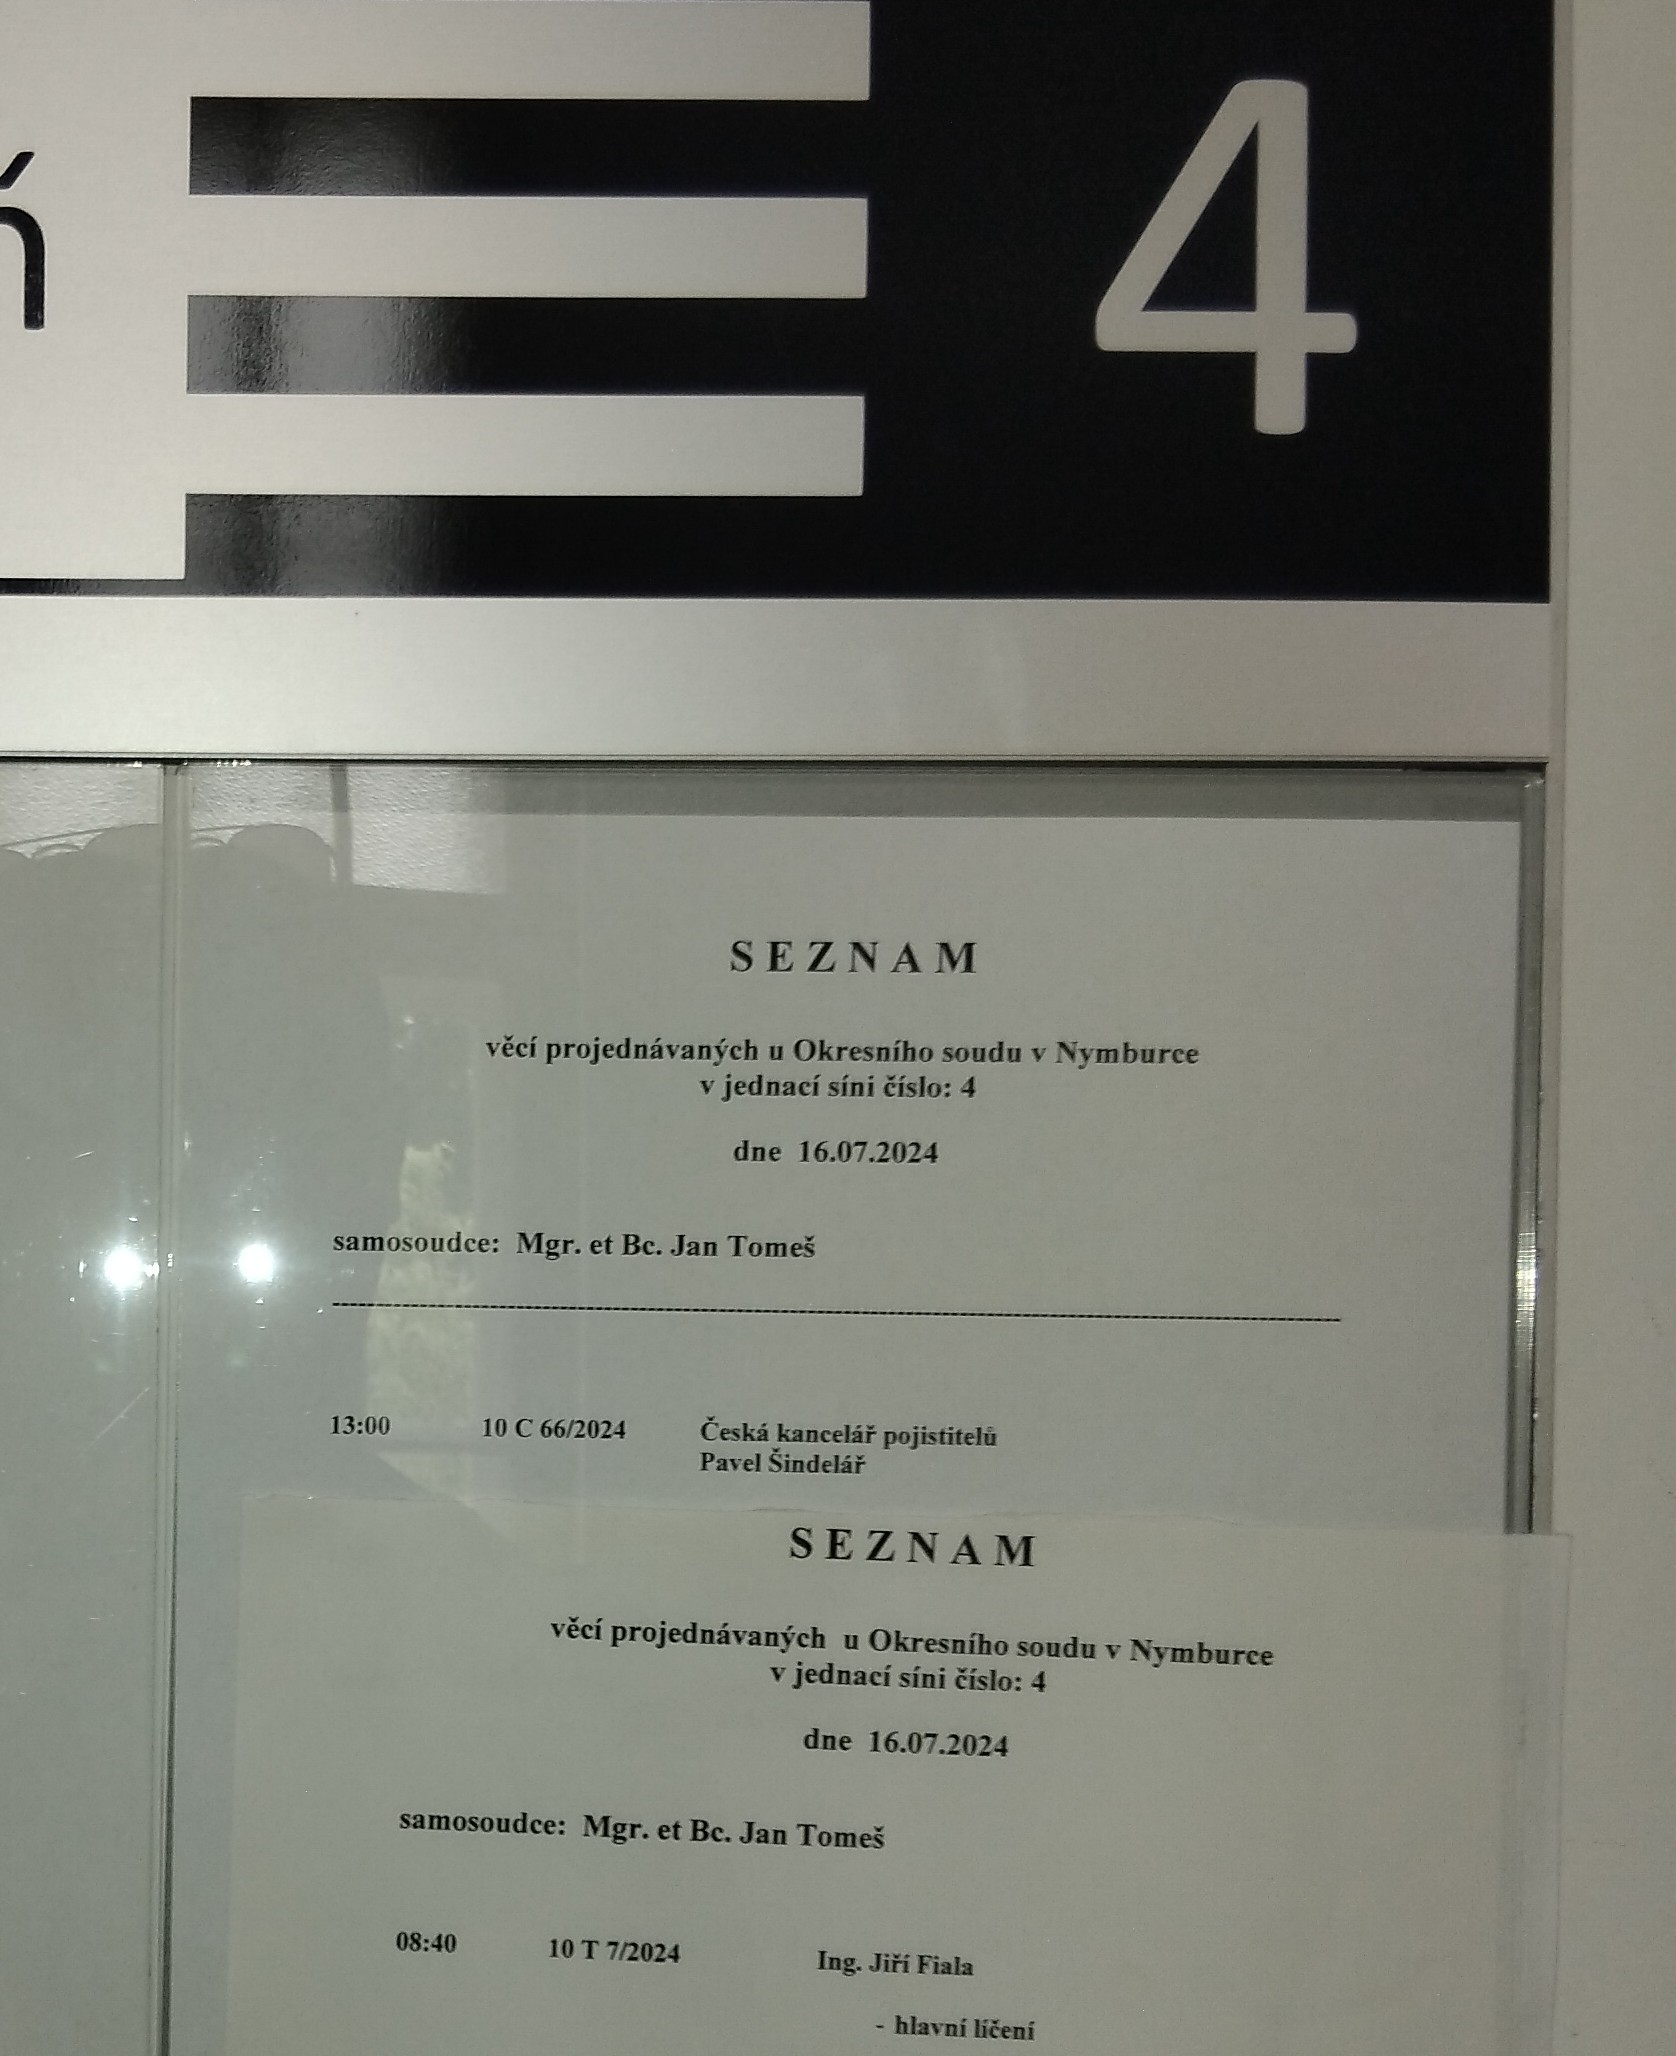 4
S E Z N A M
věcí projednávaných u Okresního soudu v Nymburce
v jednací síni číslo: 4
dne 16.07.2024
samosoudce: Mgr. et Bc. Jan Tomeš
13:00 10 C 66/2024 Česká kancelář pojistitelů
Pavel Šindelář
S E Z N A M
věcí projednávaných u Okresního soudu v Nymburce
v jednací síni číslo: 4
dne 16.07.2024
samosoudce: Mgr. et Bc. Jan Tomeš
08:40 10 T 7/2024 Ing. Jiří Fiala
- hlavní líčení